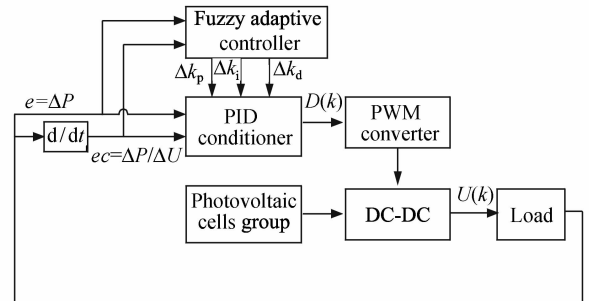 Fuzzy adaptive
controller
Δkp Δki Δkd
e=ΔP
D(k)
PID
conditioner
PWM
converter
d/dt
ec=ΔP/ΔU
Photovoltaic
cells group
DC-DC
U(k)
Load